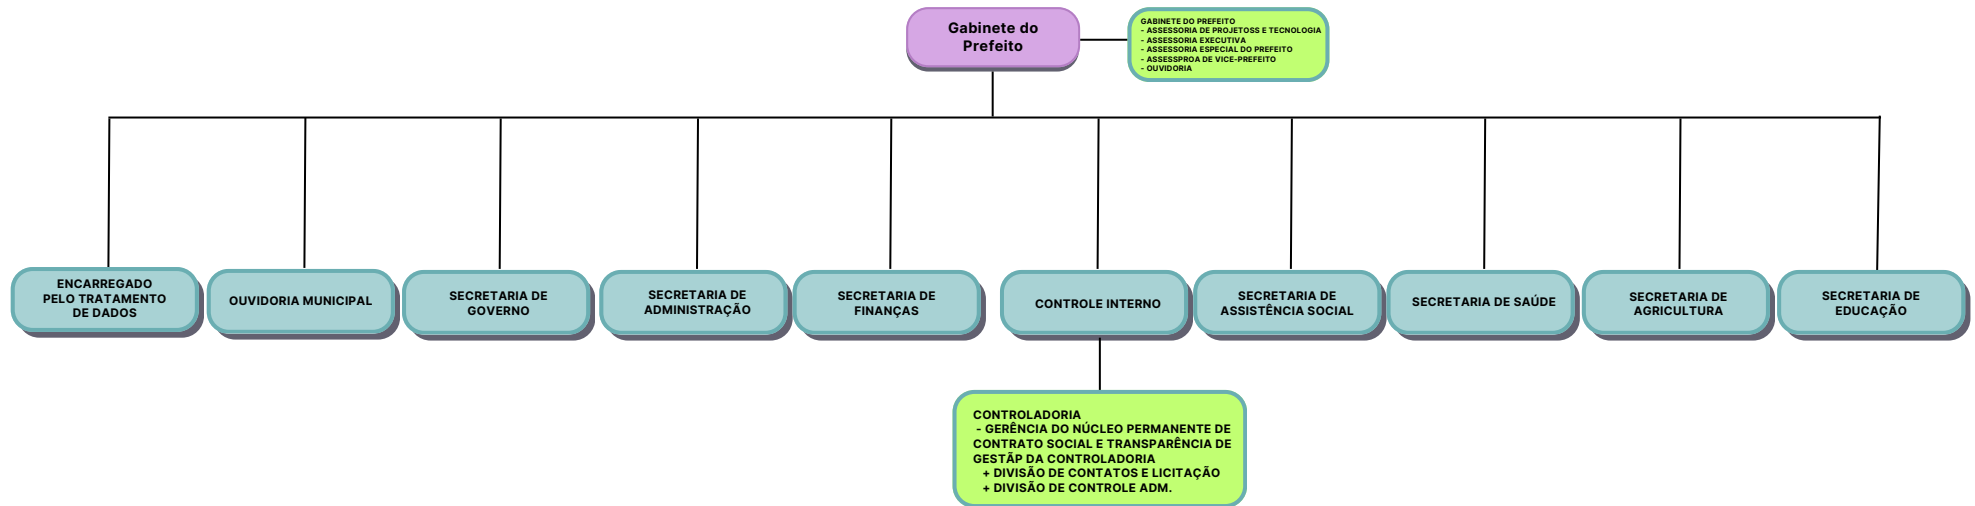 Gabinete do
Prefeito
GABINETE DO PREFEITO
- ASSESSORIA DE PROJETOSS E TECNOLOGIA
- ASSESSORIA EXECUTIVA
- ASSESSORIA ESPECIAL DO PREFEITO
- ASSESSPROA DE VICE-PREFEITO
- OUVIDORIA
ENCARREGADO
PELO TRATAMENTO
DE DADOS
OUVIDORIA MUNICIPAL
SECRETARIA DE
GOVERNO
SECRETARIA DE
ADMINISTRAÇÃO
SECRETARIA DE
FINANÇAS
CONTROLE INTERNO
SECRETARIA DE
ASSISTÊNCIA SOCIAL
SECRETARIA DE SAÚDE
SECRETARIA DE
AGRICULTURA
SECRETARIA DE
EDUCAÇÃO
CONTROLADORIA
- GERÊNCIA DO NÚCLEO PERMANENTE DE
CONTRATO SOCIAL E TRANSPARÊNCIA DE
GESTÃP DA CONTROLADORIA
+ DIVISÃO DE CONTATOS E LICITAÇÃO
+ DIVISÃO DE CONTROLE ADM.